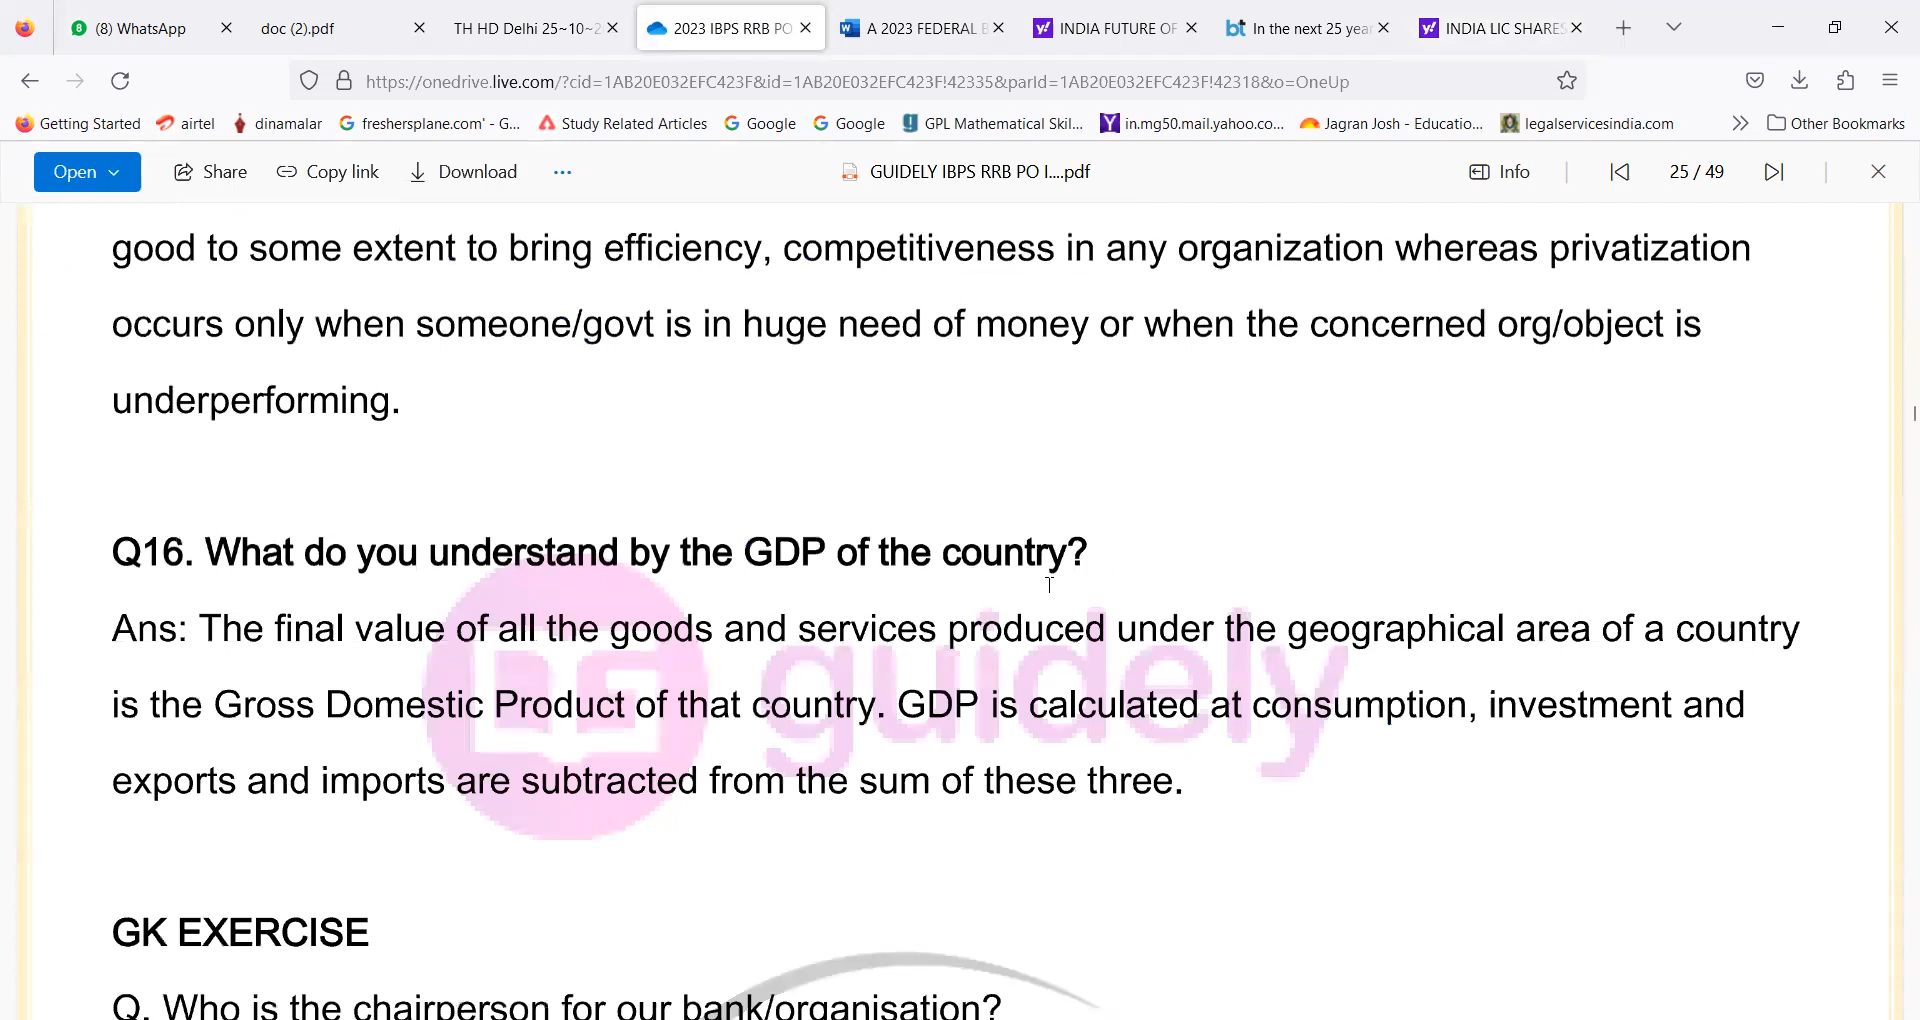 (8) WhatsApp
doc (2).pdf
TH HD Delhi 25~10~2
2023 IBPS RRB PO
A 2023 FEDERAL B
INDIA FUTURE OF
In the next 25 yea
INDIA LIC SHARES
https://onedrive.live.com/?cid=1AB20E032EFC423F&id=1AB20E032EFC423F!42335&parId=1AB20E032EFC423F!42318&o=OneUp
Getting Started
airtel
dinamalar
freshersplane.com' - G...
Study Related Articles
Google
Google
GPL Mathematical Skil...
in.mg50.mail.yahoo.co...
Jagran Josh - Educatio...
legalservicesindia.com
Other Bookmarks
Open
Share
Copy link
Download
GUIDELY IBPS RRB PO I....pdf
Info
25 / 49
good to some extent to bring efficiency, competitiveness in any organization whereas privatization
occurs only when someone/govt is in huge need of money or when the concerned org/object is
underperforming.
Q16. What do you understand by the GDP of the country?
Ans: The final value of all the goods and services produced under the geographical area of a country
is the Gross Domestic Product of that country. GDP is calculated at consumption, investment and
exports and imports are subtracted from the sum of these three.
guidely
GK EXERCISE
Q. Who is the chairperson for our bank/organisation?